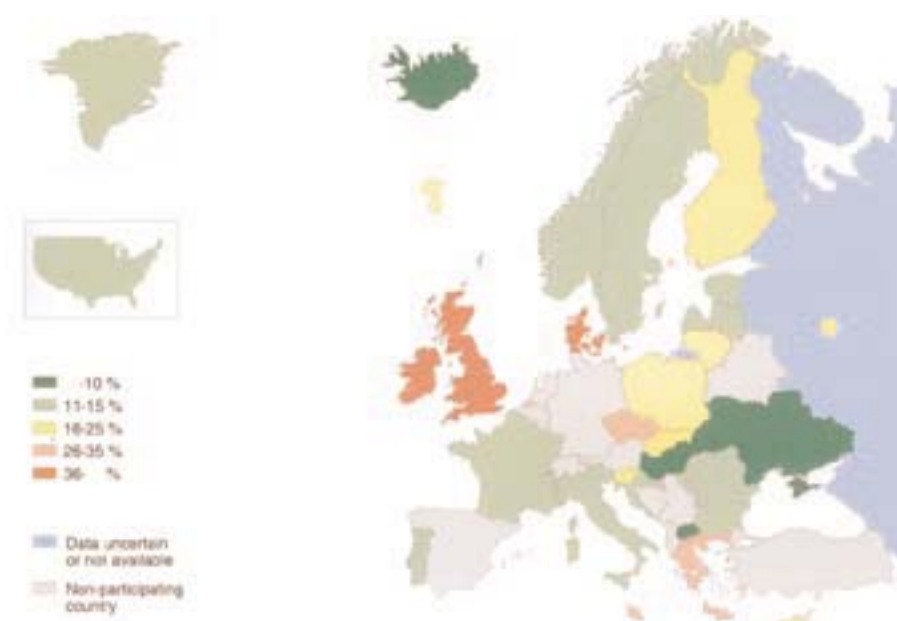 -10 %
11-15 %
16-25 %
26-35 %
36- %
Data uncertain
or not available
Non-participating
country